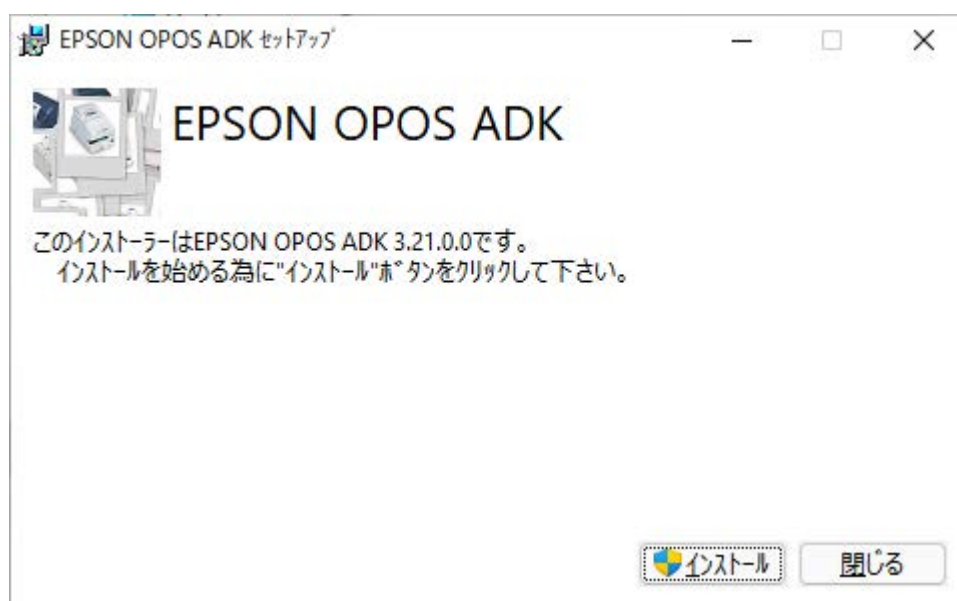 EPSON OPOS ADK ｾｯﾄｱｯﾌﾟ
EPSON OPOS ADK
このｲﾝｽﾄｰﾗｰはEPSON OPOS ADK 3.21.0.0です。
ｲﾝｽﾄｰﾙを始める為に"ｲﾝｽﾄｰﾙ"ﾎﾞﾀﾝをｸﾘｯｸして下さい。
ｲﾝｽﾄｰﾙ
閉じる